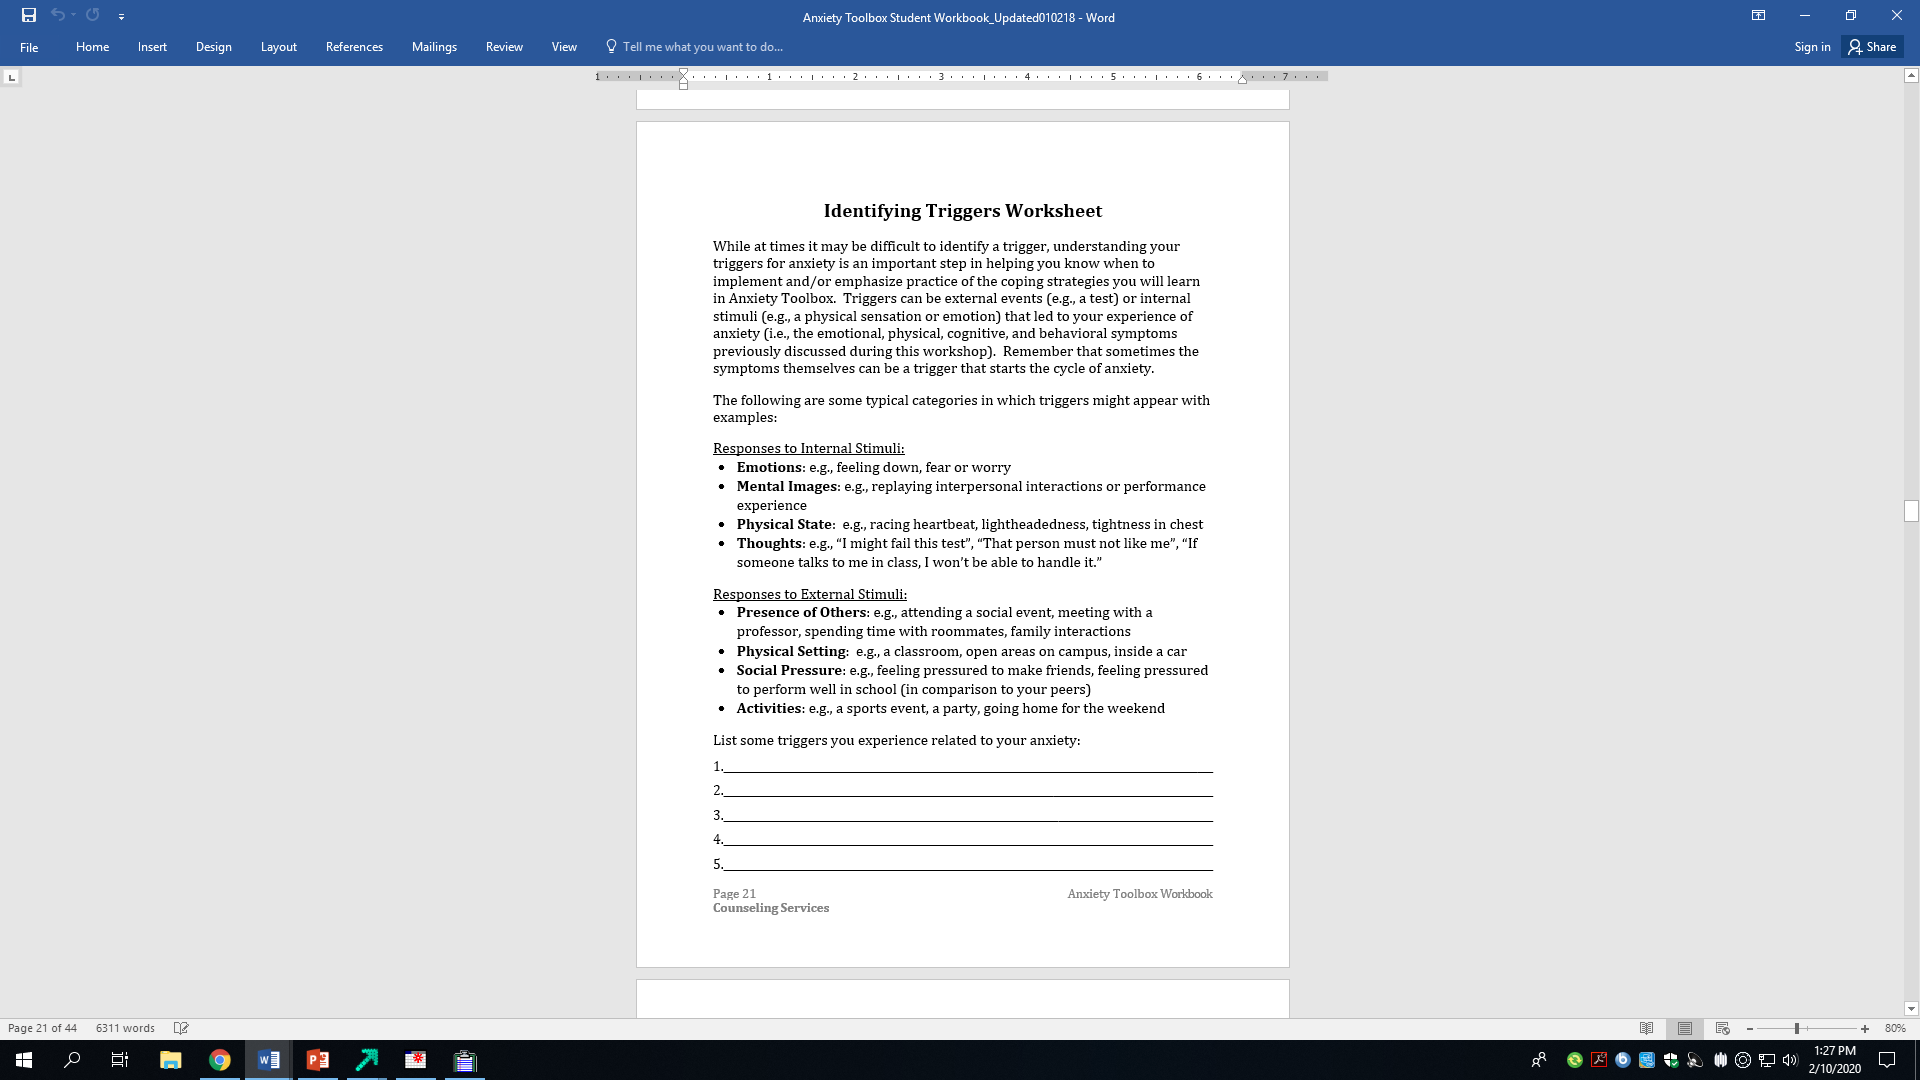 Anxiety Toolbox Student Workbook_Updated010218 - Word
File Home Insert Design Layout References Mailings Review View Tell me what you want to do... Sign in Share
1 1 2 3 4 5 6 7
Identifying Triggers Worksheet
While at times it may be difficult to identify a trigger, understanding your
triggers for anxiety is an important step in helping you know when to
implement and/or emphasize practice of the coping strategies you will learn
in Anxiety Toolbox.  Triggers can be external events (e.g., a test) or internal
stimuli (e.g., a physical sensation or emotion) that led to your experience of
anxiety (i.e., the emotional, physical, cognitive, and behavioral symptoms
previously discussed during this workshop).  Remember that sometimes the
symptoms themselves can be a trigger that starts the cycle of anxiety.
The following are some typical categories in which triggers might appear with
examples:
Responses to Internal Stimuli:
• Emotions: e.g., feeling down, fear or worry
• Mental Images: e.g., replaying interpersonal interactions or performance
experience
• Physical State:  e.g., racing heartbeat, lightheadedness, tightness in chest
• Thoughts: e.g., “I might fail this test”, “That person must not like me”, “If
someone talks to me in class, I won’t be able to handle it.”
Responses to External Stimuli:
• Presence of Others: e.g., attending a social event, meeting with a
professor, spending time with roommates, family interactions
• Physical Setting:  e.g., a classroom, open areas on campus, inside a car
• Social Pressure: e.g., feeling pressured to make friends, feeling pressured
to perform well in school (in comparison to your peers)
• Activities: e.g., a sports event, a party, going home for the weekend
List some triggers you experience related to your anxiety:
1.
2.
3.
4.
5.
Page 21 Anxiety Toolbox Workbook
Counseling Services
Page 21 of 44 6311 words 80%
1:27 PM
2/10/2020